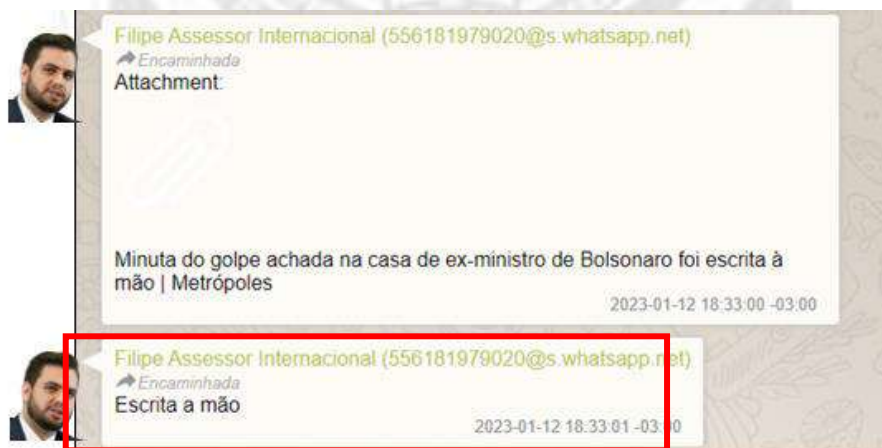 Filipe Assessor Internacional (556181979020@s.whatsapp.net)
Encaminhada
Attachment:
Minuta do golpe achada na casa de ex-ministro de Bolsonaro foi escrita à
mão | Metrópoles
2023-01-12 18:33:00 -03:00
Filipe Assessor Internacional (556181979020@s.whatsapp.net)
Encaminhada
Escrita a mão
2023-01-12 18:33:01 -03:00